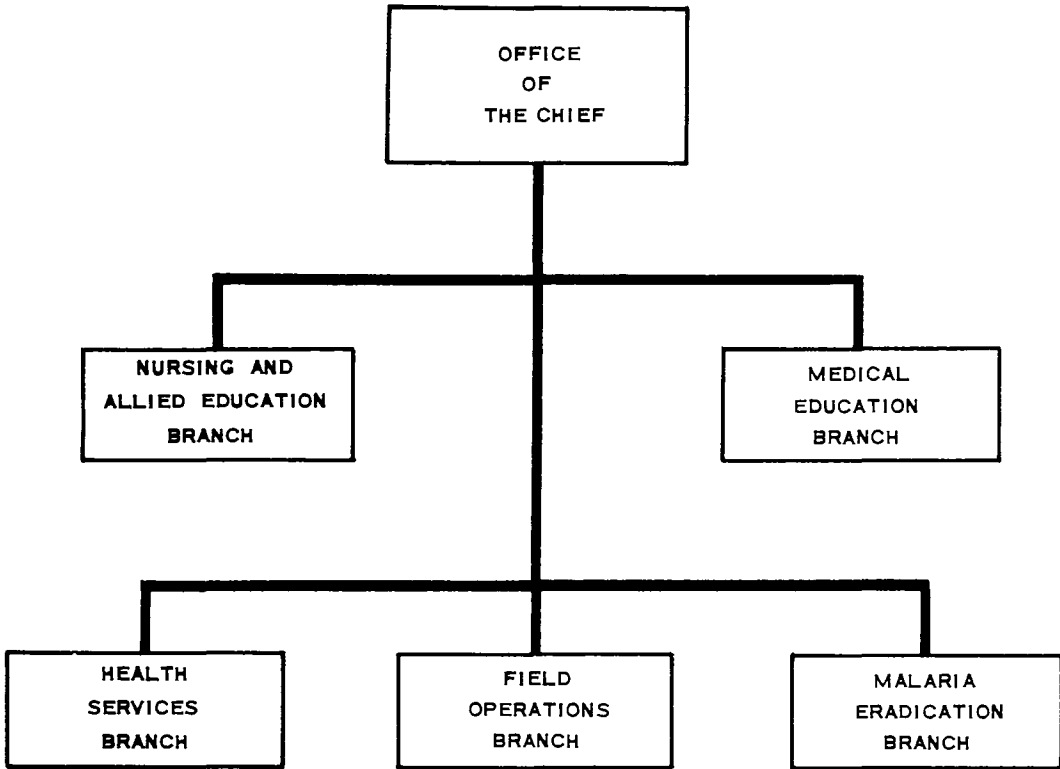 OFFICE
OF
THE CHIEF
NURSING AND
ALLIED EDUCATION
BRANCH
MEDICAL
EDUCATION
BRANCH
HEALTH
SERVICES
BRANCH
FIELD
OPERATIONS
BRANCH
MALARIA
ERADICATION
BRANCH